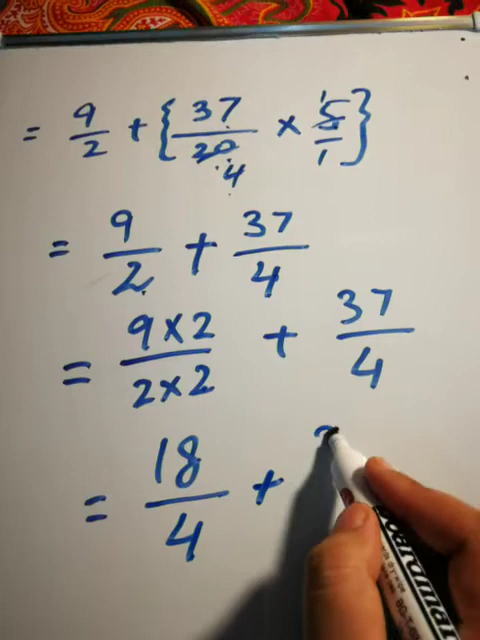 = 9/2 + {37/20 4 × 5 1/1}
= 9/2 + 37/4
= 9×2/2×2 + 37/4
= 18/4 +